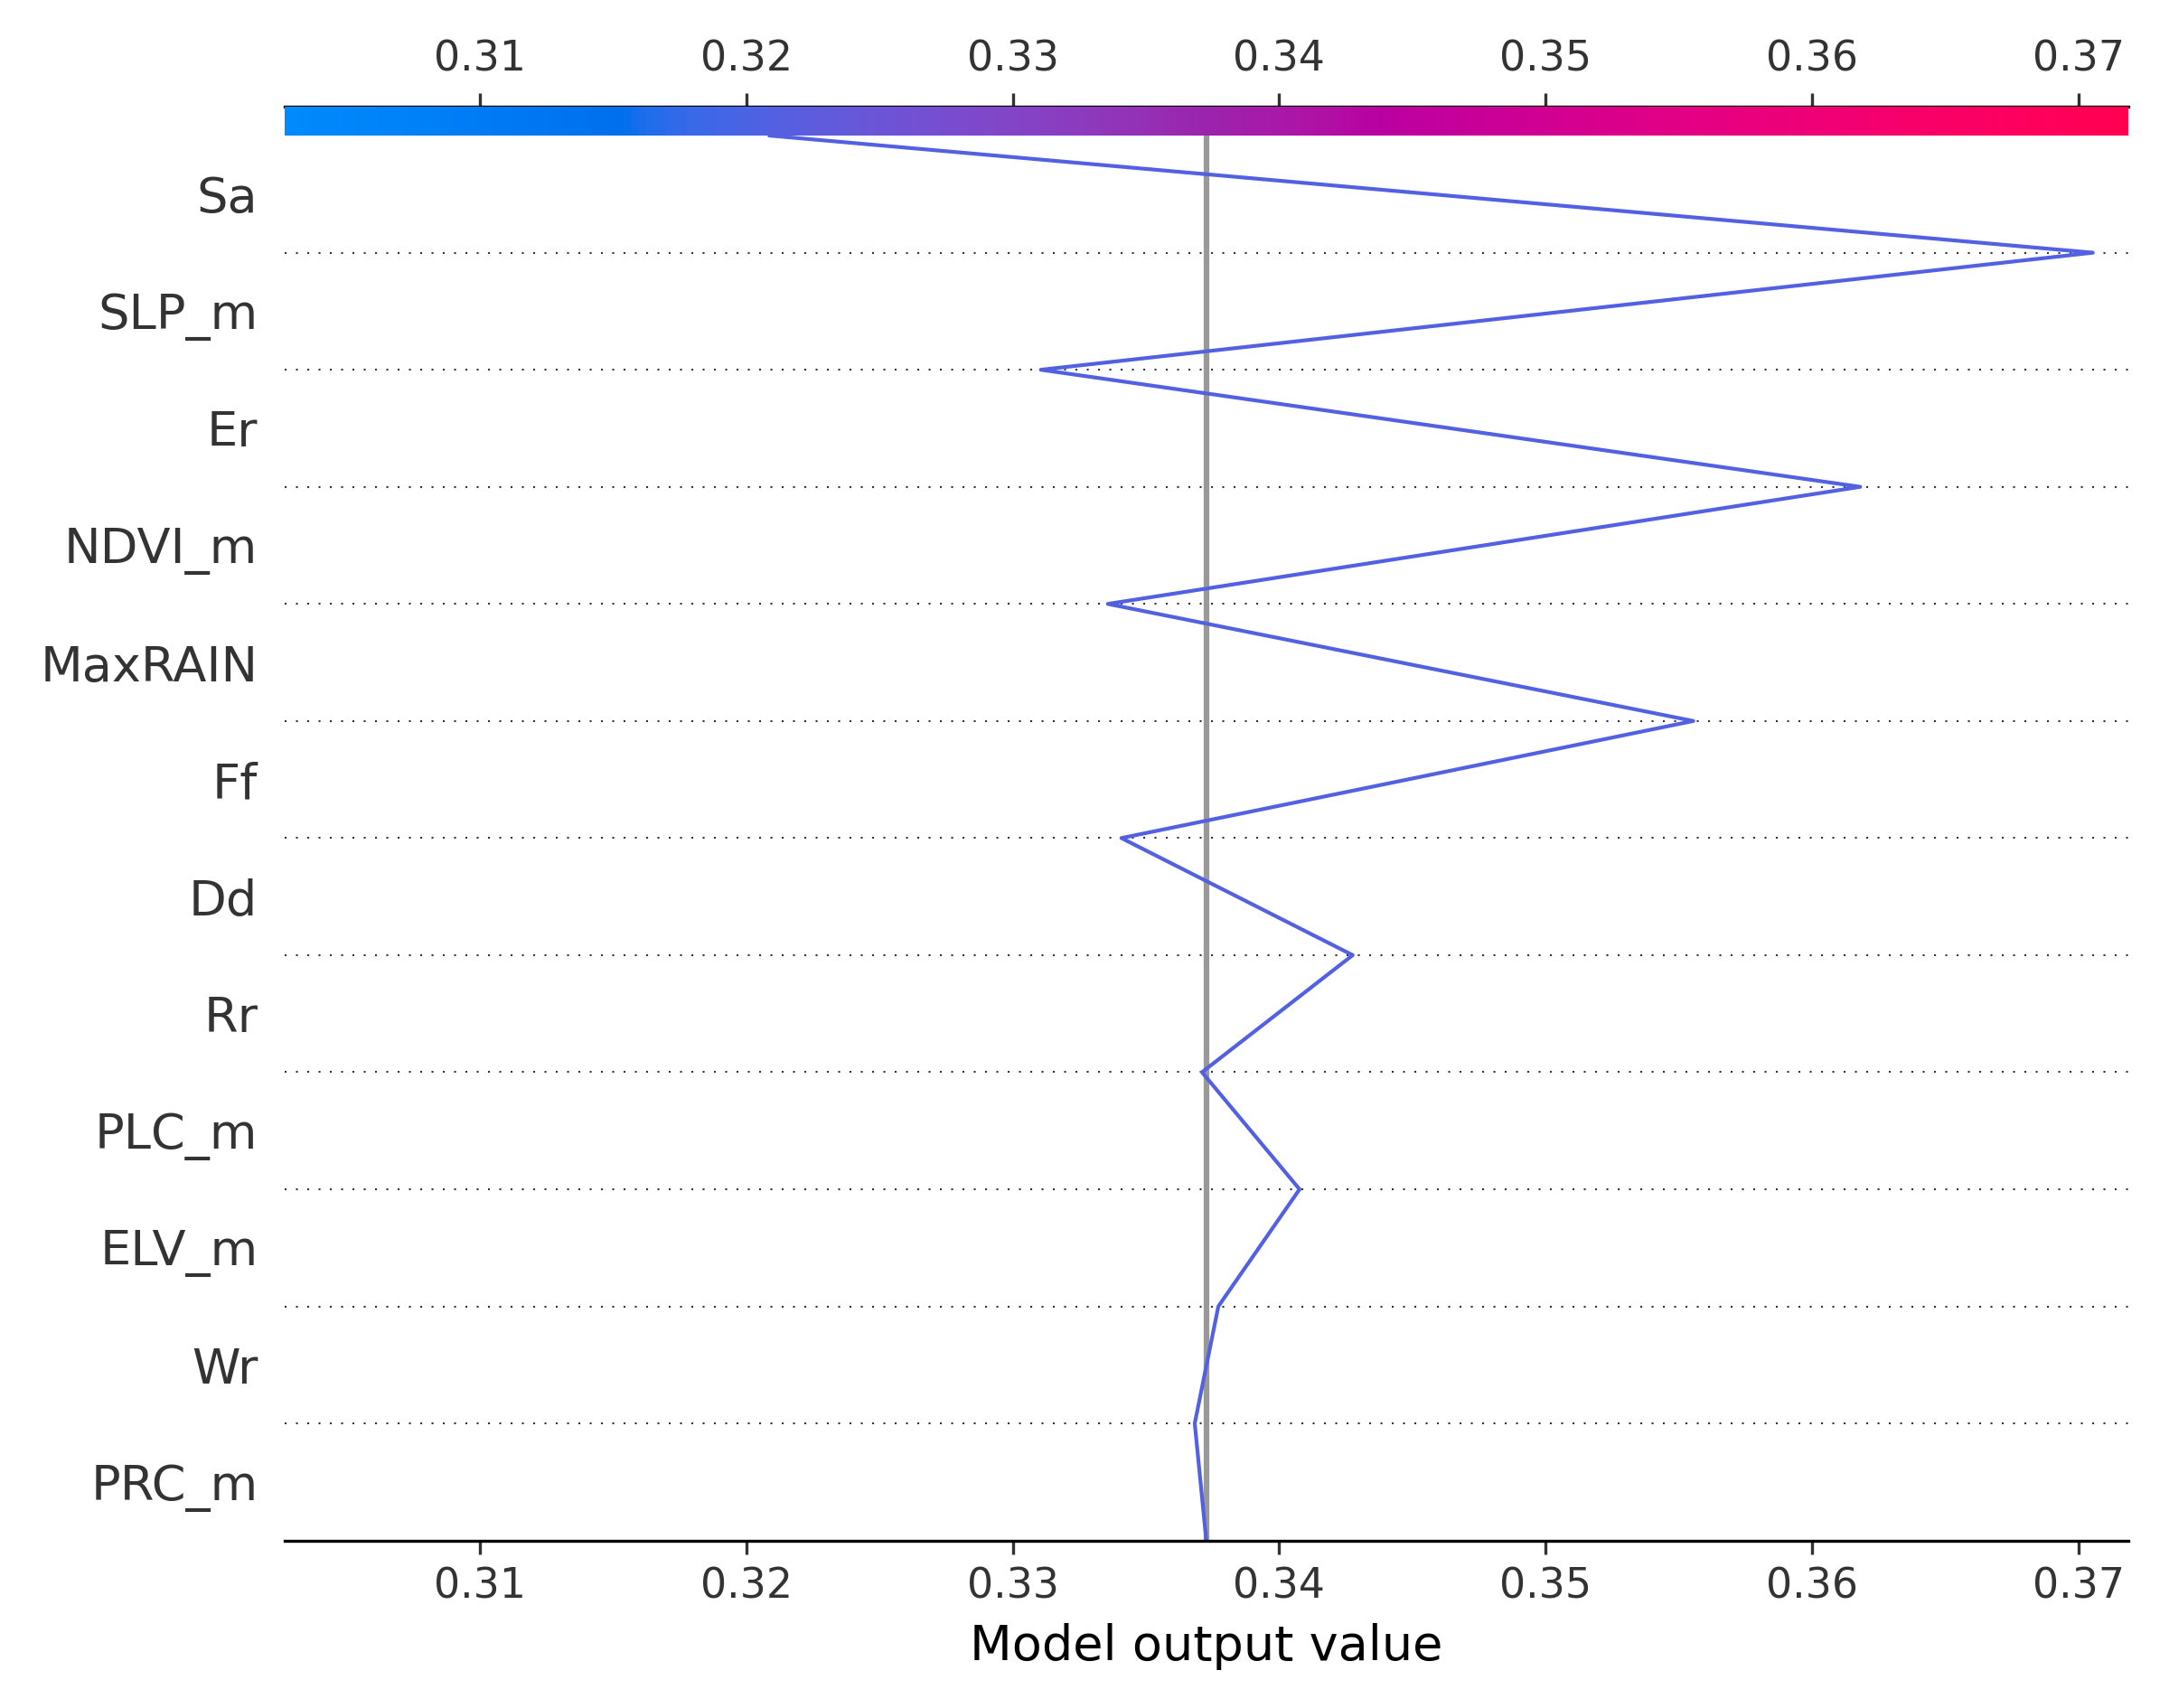 0.31 0.32 0.33 0.34 0.35 0.36 0.37
Sa
SLP_m
Er
NDVI_m
MaxRAIN
Ff
Dd
Rr
PLC_m
ELV_m
Wr
PRC_m
0.31 0.32 0.33 0.34 0.35 0.36 0.37
Model output value